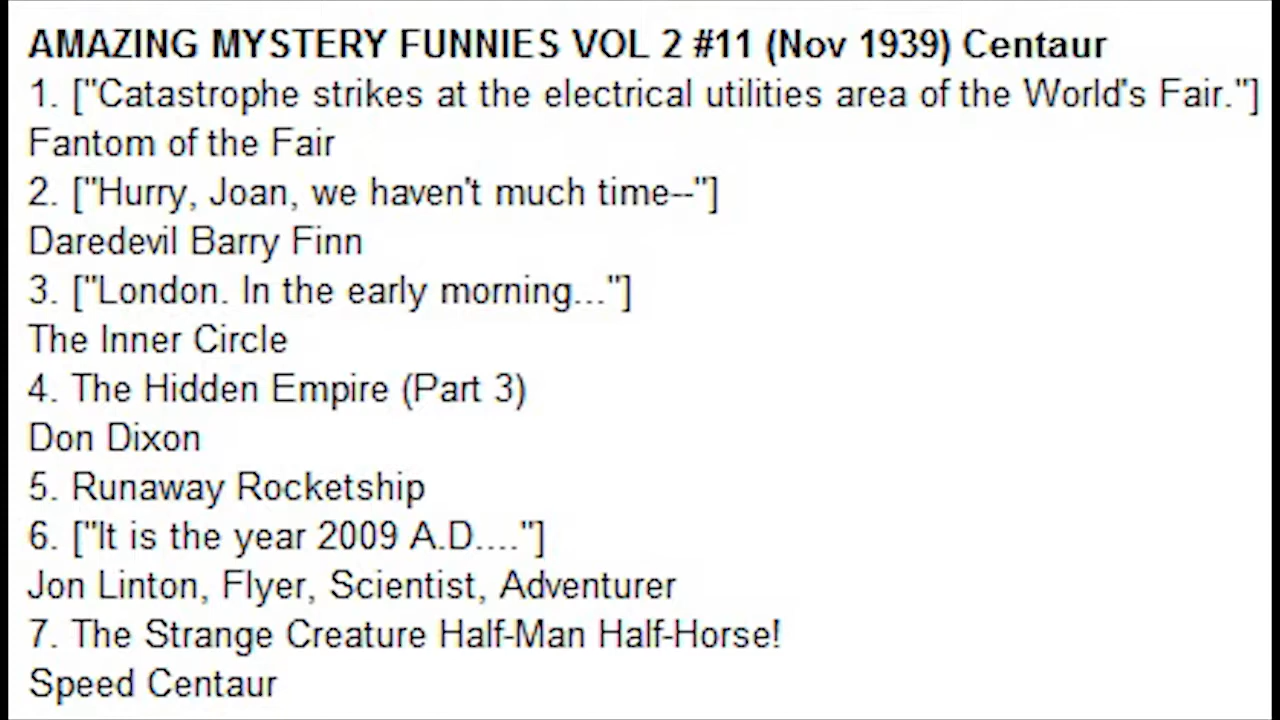 AMAZING MYSTERY FUNNIES VOL 2 #11 (Nov 1939) Centaur
1. ["Catastrophe strikes at the electrical utilities area of the World's Fair."]
Fantom of the Fair
2. ["Hurry, Joan, we haven't much time--"]
Daredevil Barry Finn
3. ["London. In the early morning..."]
The Inner Circle
4. The Hidden Empire (Part 3)
Don Dixon
5. Runaway Rocketship
6. ["It is the year 2009 A.D...."]
Jon Linton, Flyer, Scientist, Adventurer
7. The Strange Creature Half-Man Half-Horse!
Speed Centaur